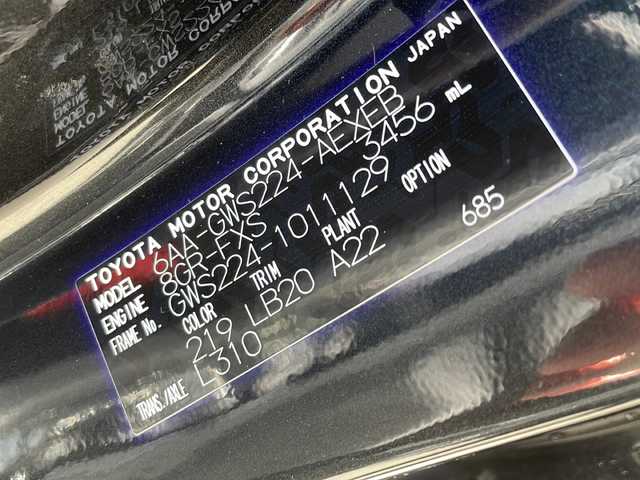 TOYOTA MOTOR CORPORATION JAPAN
MODEL 6AA-GWS224-AEXEB
ENGINE 8GR-FXS 3456 mL
FRAME No. GWS224-1011129
COLOR TRIM PLANT OPTION
219 LB20 A22 685
TRANS./AXLE L310